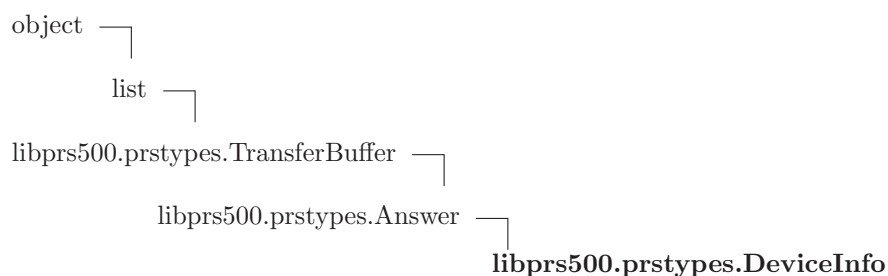 object
list
libprs500.prstypes.TransferBuffer
libprs500.prstypes.Answer
libprs500.prstypes.DeviceInfo